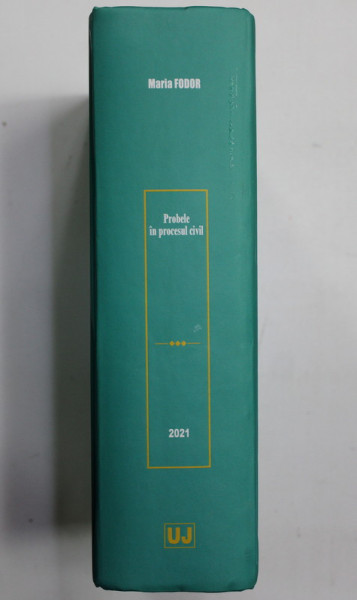 Maria FODOR
Probele
în procesul civil
2021
UJ